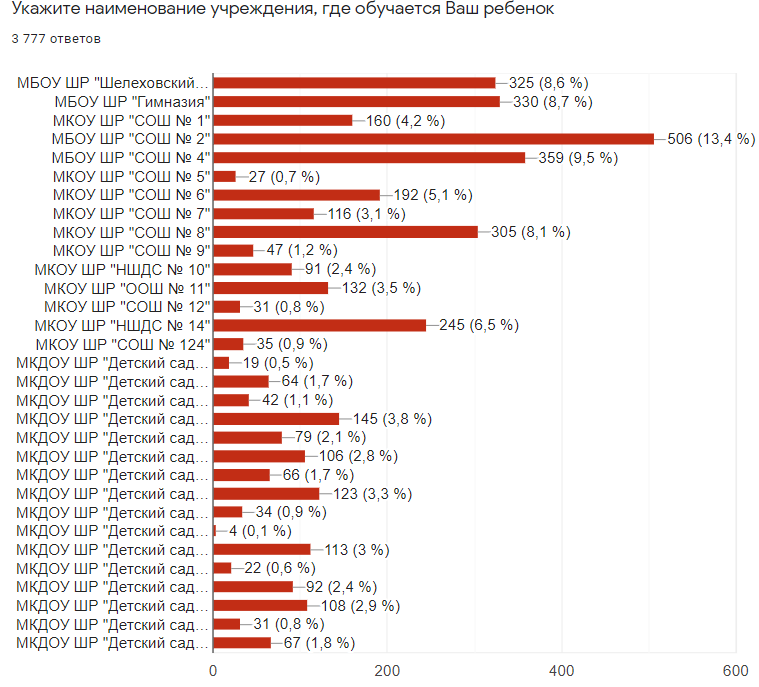 Укажите наименование учреждения, где обучается Ваш ребенок
3 777 ответов
МБОУ ШР "Шелеховский… 325 (8,6 %)
МБОУ ШР "Гимназия" 330 (8,7 %)
МКОУ ШР "СОШ № 1" 160 (4,2 %)
МБОУ ШР "СОШ № 2" 506 (13,4 %)
МБОУ ШР "СОШ № 4" 359 (9,5 %)
МКОУ ШР "СОШ № 5" 27 (0,7 %)
МКОУ ШР "СОШ № 6" 192 (5,1 %)
МКОУ ШР "СОШ № 7" 116 (3,1 %)
МКОУ ШР "СОШ № 8" 305 (8,1 %)
МКОУ ШР "СОШ № 9" 47 (1,2 %)
МКОУ ШР "НШДС № 10" 91 (2,4 %)
МКОУ ШР "ООШ № 11" 132 (3,5 %)
МКОУ ШР "СОШ № 12" 31 (0,8 %)
МКОУ ШР "НШДС № 14" 245 (6,5 %)
МКОУ ШР "СОШ № 124" 35 (0,9 %)
МКДОУ ШР "Детский сад… 19 (0,5 %)
МКДОУ ШР "Детский сад… 64 (1,7 %)
МКДОУ ШР "Детский сад… 42 (1,1 %)
МКДОУ ШР "Детский сад… 145 (3,8 %)
МКДОУ ШР "Детский сад… 79 (2,1 %)
МКДОУ ШР "Детский сад… 106 (2,8 %)
МКДОУ ШР "Детский сад… 66 (1,7 %)
МКДОУ ШР "Детский сад… 123 (3,3 %)
МКДОУ ШР "Детский сад… 34 (0,9 %)
МКДОУ ШР "Детский сад… 4 (0,1 %)
МКДОУ ШР "Детский сад… 113 (3 %)
МКДОУ ШР "Детский сад… 22 (0,6 %)
МКДОУ ШР "Детский сад… 92 (2,4 %)
МКДОУ ШР "Детский сад… 108 (2,9 %)
МКДОУ ШР "Детский сад… 31 (0,8 %)
МКДОУ ШР "Детский сад… 67 (1,8 %)
0 200 400 600